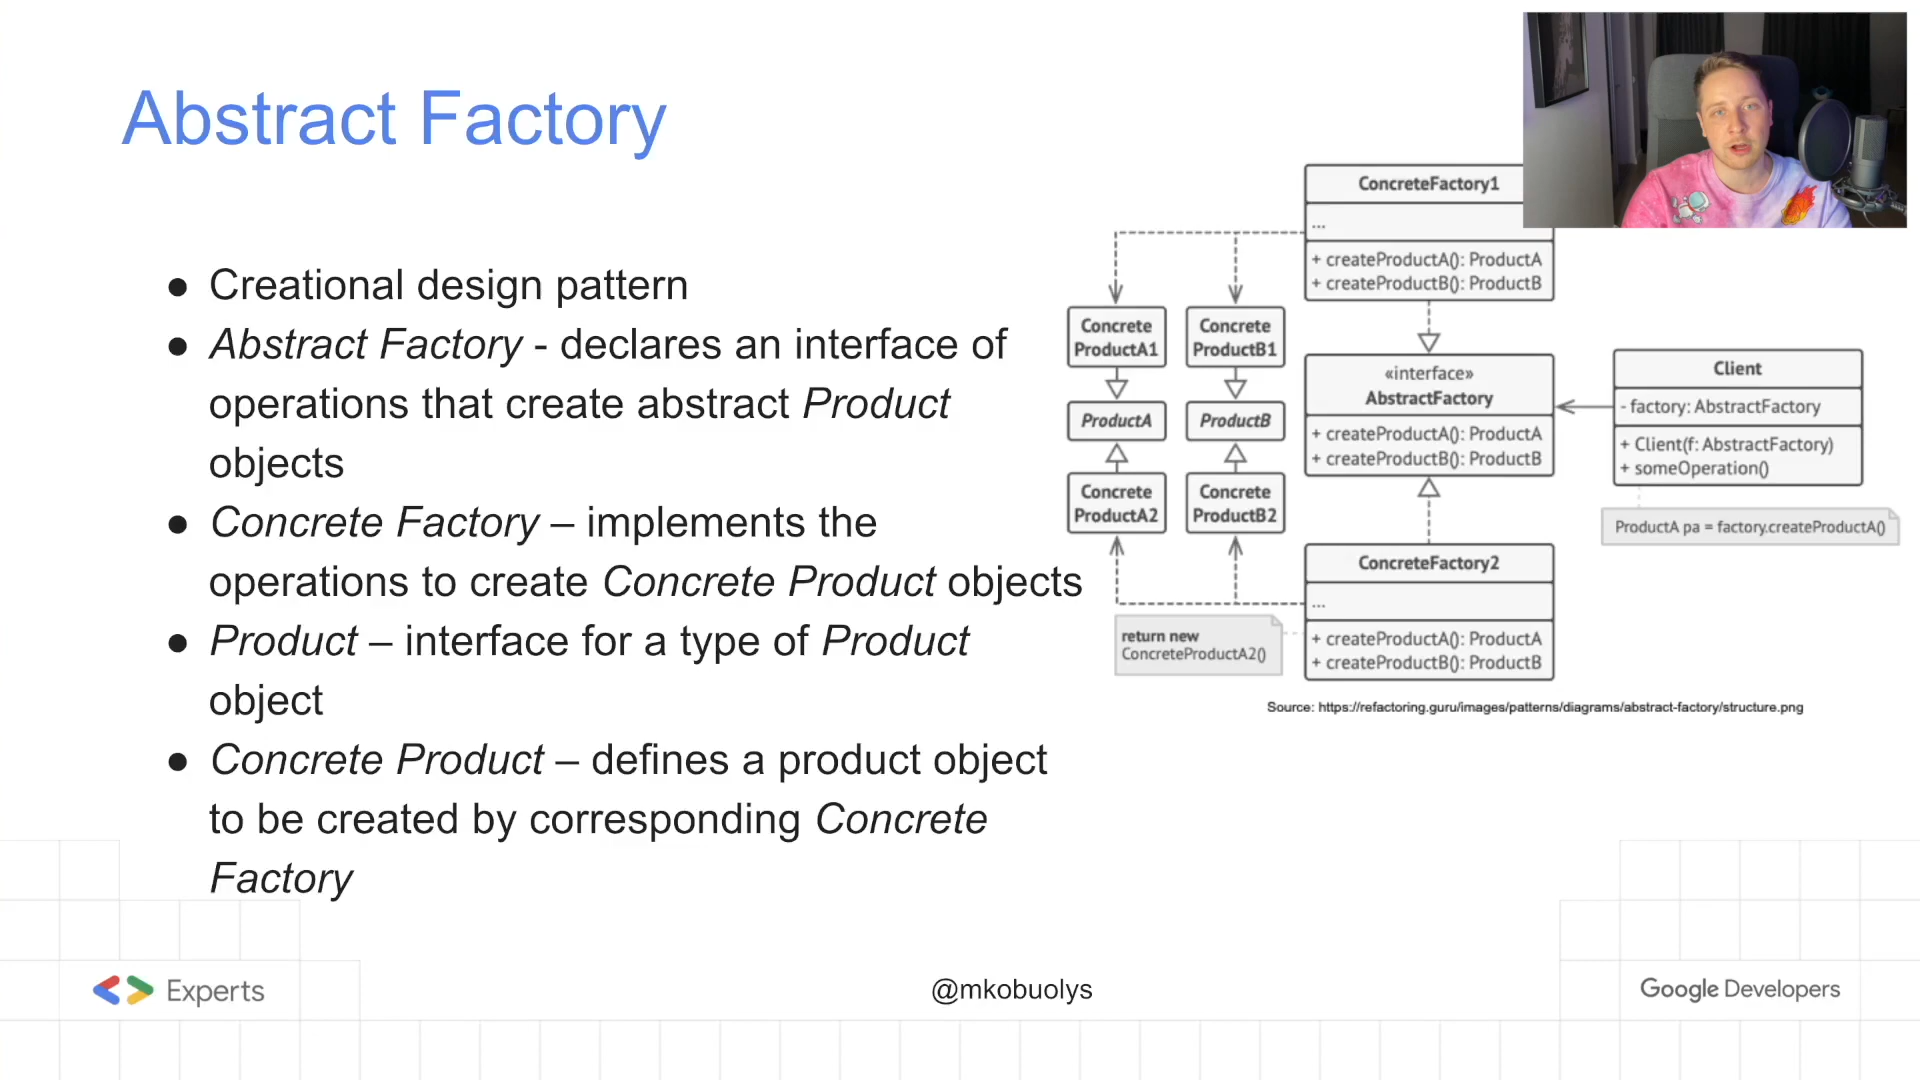 Abstract Factory
● Creational design pattern
● Abstract Factory - declares an interface of
operations that create abstract Product
objects
● Concrete Factory – implements the
operations to create Concrete Product objects
● Product – interface for a type of Product
object
● Concrete Product – defines a product object
to be created by corresponding Concrete
Factory
ConcreteFactory1
...
+ createProductA(): ProductA
+ createProductB(): ProductB
Concrete
ProductA1
Concrete
ProductB1
ProductA
ProductB
Concrete
ProductA2
Concrete
ProductB2
«interface»
AbstractFactory
+ createProductA(): ProductA
+ createProductB(): ProductB
Client
- factory: AbstractFactory
+ Client(f: AbstractFactory)
+ someOperation()
ProductA pa = factory.createProductA()
ConcreteFactory2
...
+ createProductA(): ProductA
+ createProductB(): ProductB
return new
ConcreteProductA2()
Source: https://refactoring.guru/images/patterns/diagrams/abstract-factory/structure.png
Experts
@mkobuolys
Google Developers